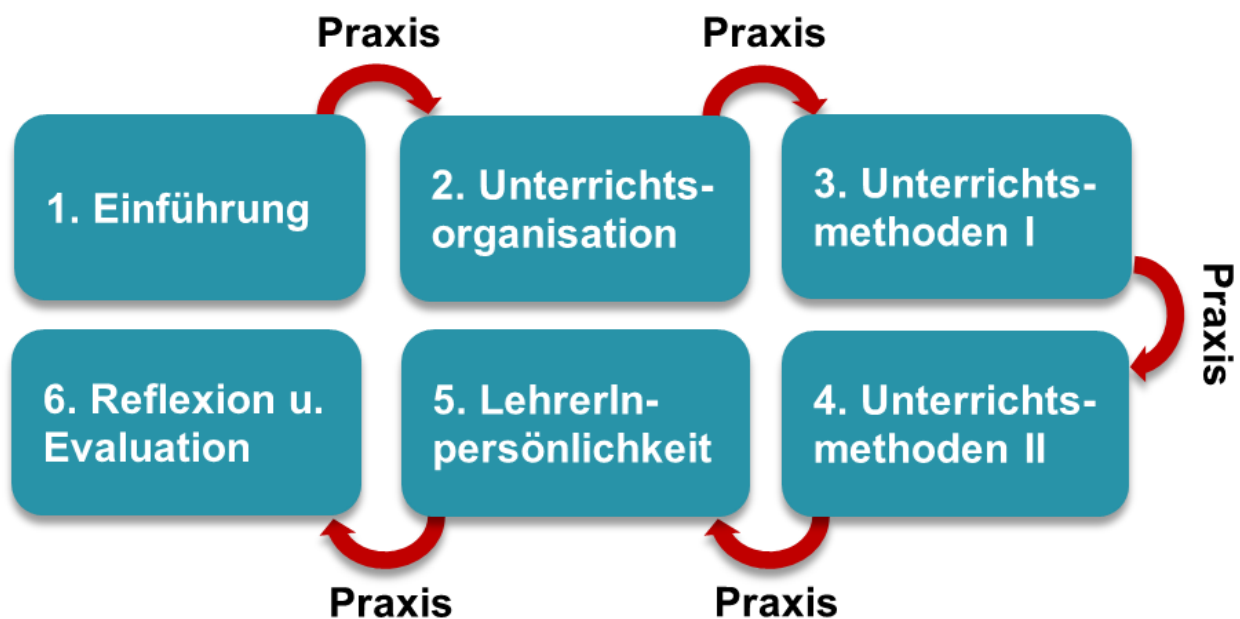 Praxis
Praxis
1. Einführung
2. Unterrichts-
organisation
3. Unterrichts-
methoden I
Praxis
4. Unterrichts-
methoden II
5. LehrerIn-
persönlichkeit
6. Reflexion u.
Evaluation
Praxis
Praxis